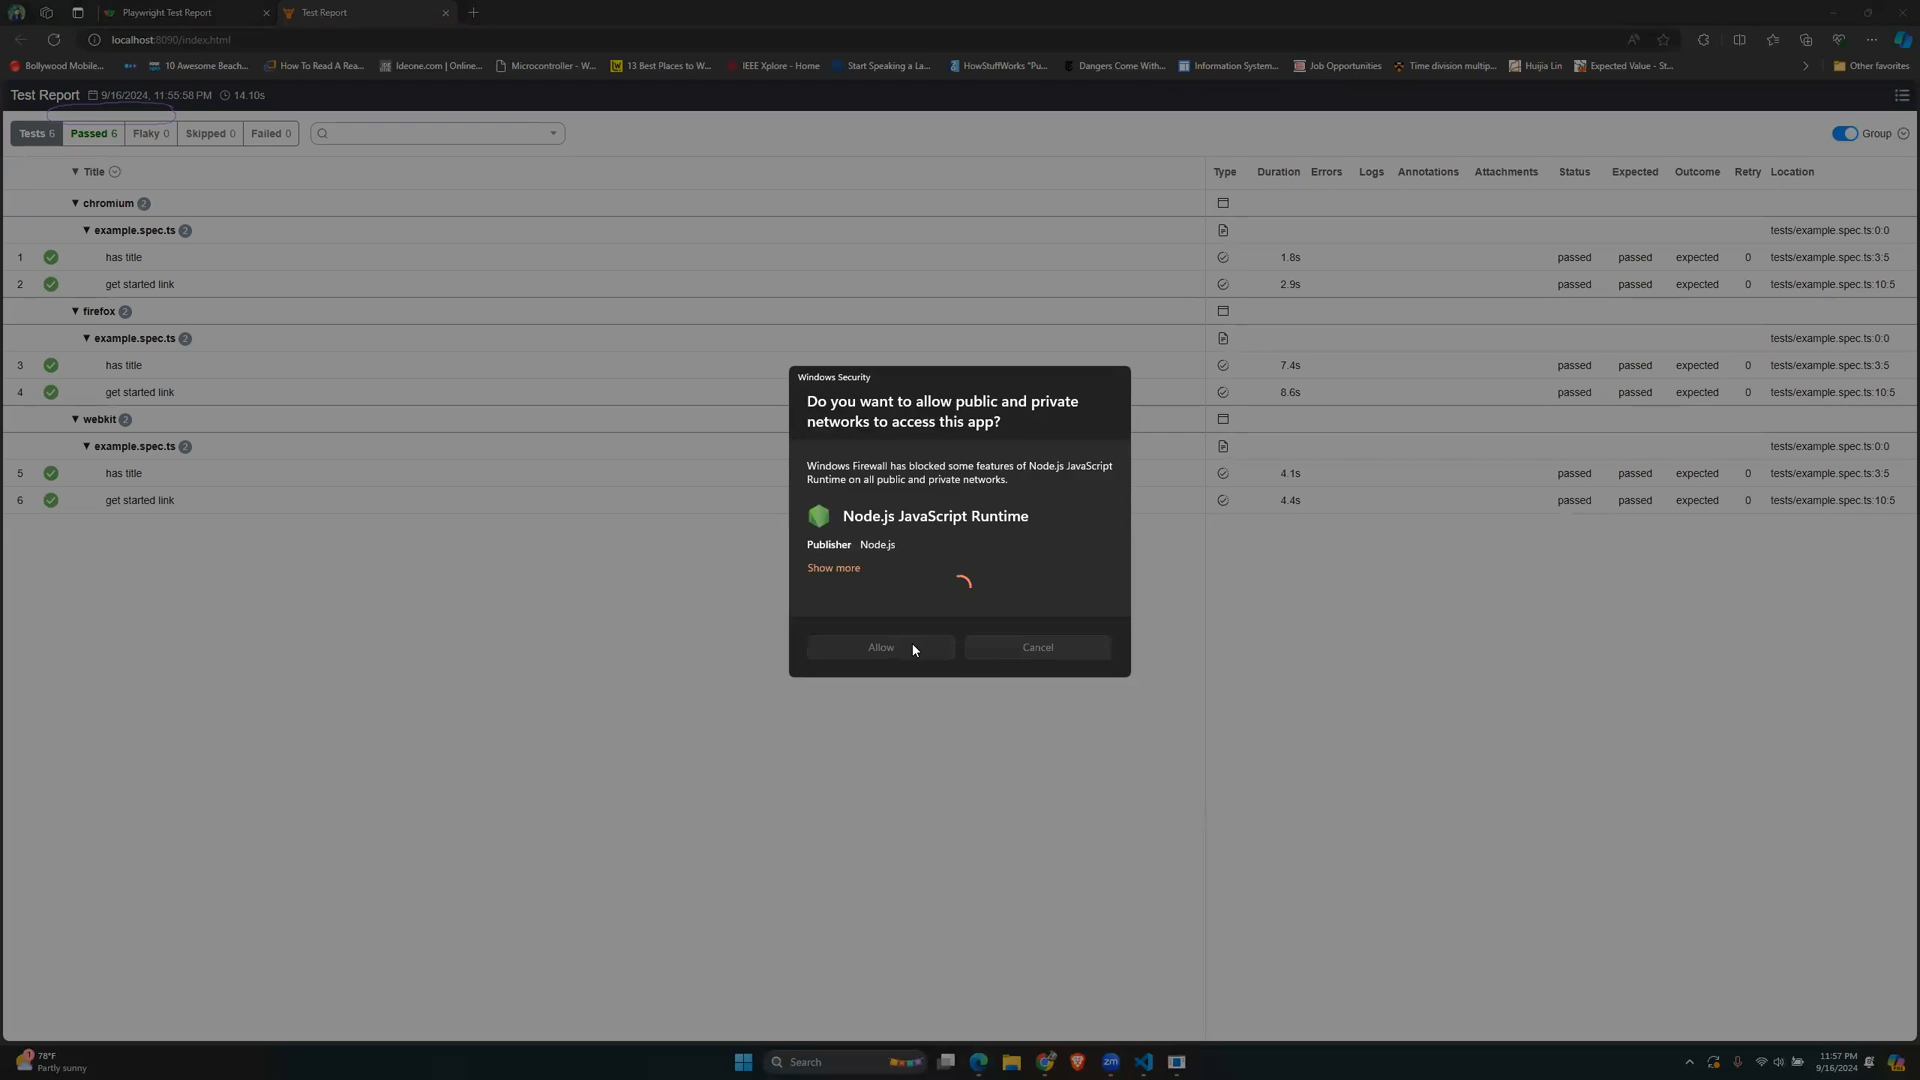 Playwright Test Report
Test Report
localhost:8090/index.html
Bollywood Mobile...
10 Awesome Beach...
How To Read A Rea...
Ideone.com | Online...
Microcontroller - W...
13 Best Places to W...
IEEE Xplore - Home
Start Speaking a La...
HowStuffWorks "Pu...
Dangers Come With...
Information System...
Job Opportunities
Time division multip...
Huijia Lin
Expected Value - St...
Other favorites
Test Report 9/16/2024, 11:55:58 PM 14.10s
Tests 6 Passed 6 Flaky 0 Skipped 0 Failed 0
Group
Title Type Duration Errors Logs Annotations Attachments Status Expected Outcome Retry Location
chromium 2
example.spec.ts 2 tests/example.spec.ts:0:0
1 has title 1.8s passed passed expected 0 tests/example.spec.ts:3:5
2 get started link 2.9s passed passed expected 0 tests/example.spec.ts:10:5
firefox 2
example.spec.ts 2 tests/example.spec.ts:0:0
3 has title 7.4s passed passed expected 0 tests/example.spec.ts:3:5
4 get started link 8.6s passed passed expected 0 tests/example.spec.ts:10:5
webkit 2
example.spec.ts 2 tests/example.spec.ts:0:0
5 has title 4.1s passed passed expected 0 tests/example.spec.ts:3:5
6 get started link 4.4s passed passed expected 0 tests/example.spec.ts:10:5
Windows Security
Do you want to allow public and private
networks to access this app?
Windows Firewall has blocked some features of Node.js JavaScript
Runtime on all public and private networks.
Node.js JavaScript Runtime
Publisher Node.js
Show more
Allow Cancel
78°F
Partly sunny
Search
zm
11:57 PM
9/16/2024